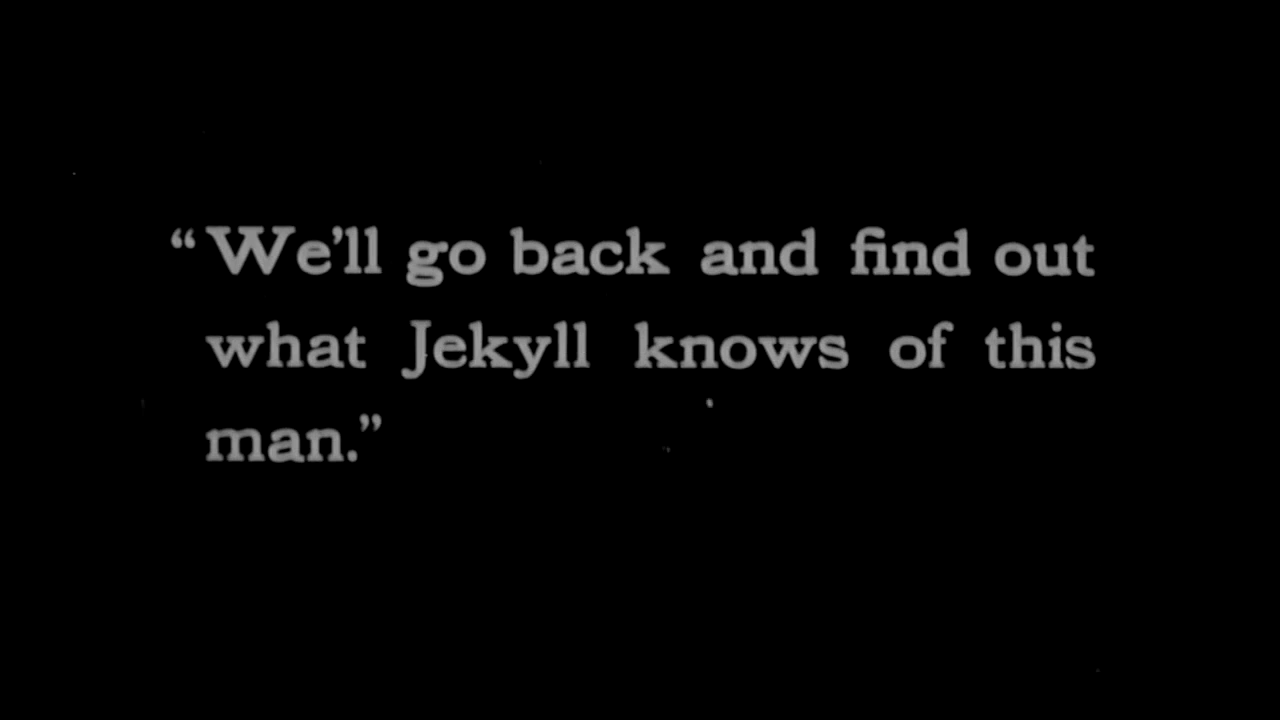 “We’ll go back and find out
what Jekyll knows of this
man.”